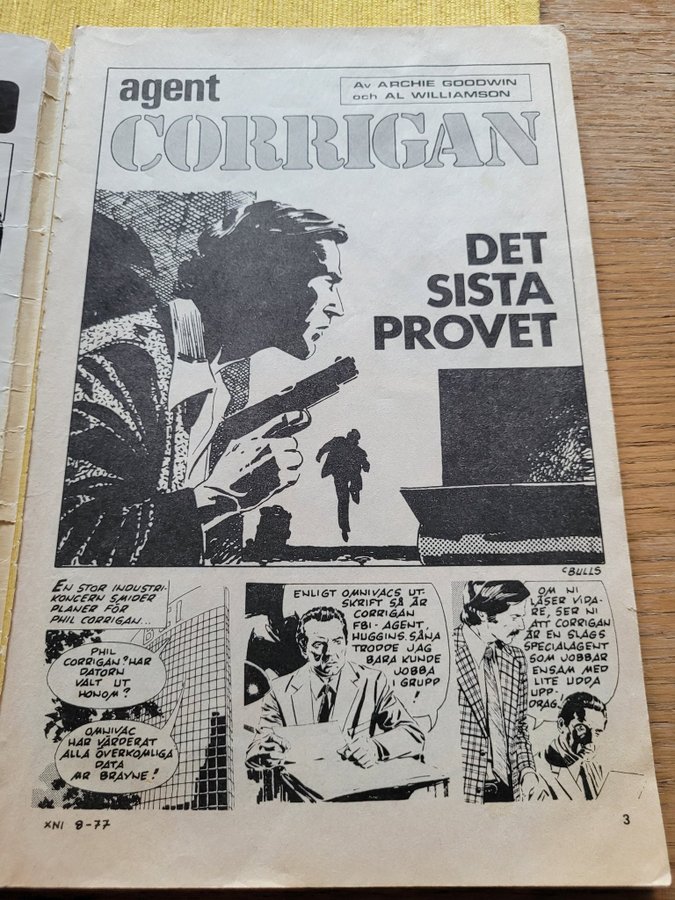 agent
Av ARCHIE GOODWIN
och AL WILLIAMSON
CORRIGAN
DET
SISTA
PROVET
© BULLS
EN STOR INDUSTRI-
KONCERN SMIDER
PLANER FÖR
PHIL CORRIGAN...
PHIL
CORRIGAN? HAR
DATORN
VALT UT
HONOM?
OMNIVAC
HAR VÄRDERAT
ALLA ÖVERKOMLIGA
DATA
MR BRAYNE!
ENLIGT OMNIVACS UT-
SKRIFT SÅ ÄR
CORRIGAN
FBI-AGENT,
HUGGINS. SÅNA
TRODDE JAG
BARA KUNDE
JOBBA
I GRUPP
!
OM NI
LÄSER VIDA-
RE, SER NI
ATT CORRIGAN
ÄR EN SLAGS
SPECIALAGENT
SOM JOBBAR
ENSAM MED
LITE UDDA
UPP-
DRAG!
XNI 8-77
3